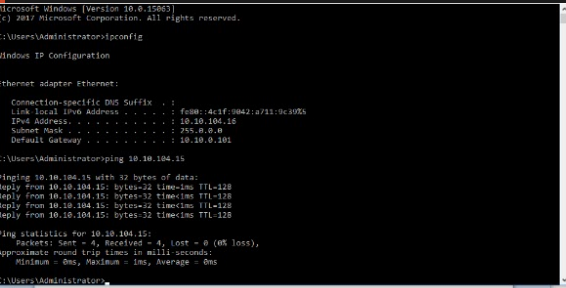 Microsoft Windows [Version 10.0.15063]
(c) 2017 Microsoft Corporation. All rights reserved.
C:\Users\Administrator>ipconfig
Windows IP Configuration
Ethernet adapter Ethernet:
Connection-specific DNS Suffix . :
Link-local IPv6 Address . . . . . : fe80::4c1f:9042:a711:9c39%5
IPv4 Address. . . . . . . . . . . : 10.10.104.16
Subnet Mask . . . . . . . . . . . : 255.0.0.0
Default Gateway . . . . . . . . . : 10.10.0.101
C:\Users\Administrator>ping 10.10.104.15
Pinging 10.10.104.15 with 32 bytes of data:
Reply from 10.10.104.15: bytes=32 time=1ms TTL=128
Reply from 10.10.104.15: bytes=32 time<1ms TTL=128
Reply from 10.10.104.15: bytes=32 time<1ms TTL=128
Reply from 10.10.104.15: bytes=32 time<1ms TTL=128
Ping statistics for 10.10.104.15:
Packets: Sent = 4, Received = 4, Lost = 0 (0% loss),
Approximate round trip times in milli-seconds:
Minimum = 0ms, Maximum = 1ms, Average = 0ms
C:\Users\Administrator>